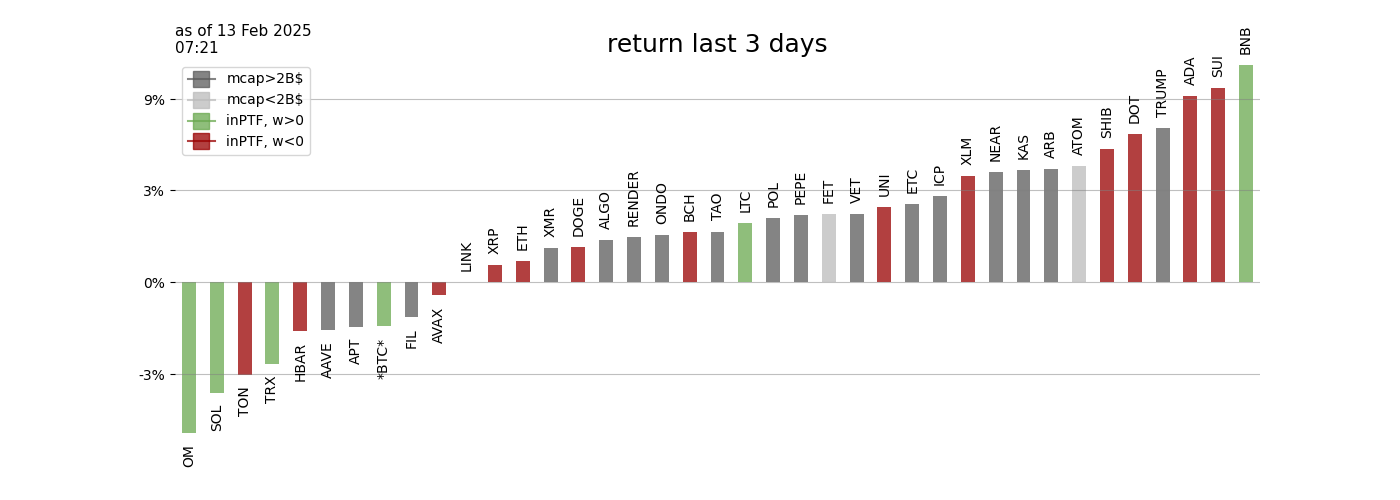 as of 13 Feb 2025
07:21
return last 3 days
mcap>2B$
mcap<2B$
inPTF, w>0
inPTF, w<0
9%
3%
0%
-3%
OM
SOL
TON
TRX
HBAR
AAVE
APT
*BTC*
FIL
AVAX
LINK
XRP
ETH
XMR
DOGE
ALGO
RENDER
ONDO
BCH
TAO
LTC
POL
PEPE
FET
VET
UNI
ETC
ICP
XLM
NEAR
KAS
ARB
ATOM
SHIB
DOT
TRUMP
ADA
SUI
BNB